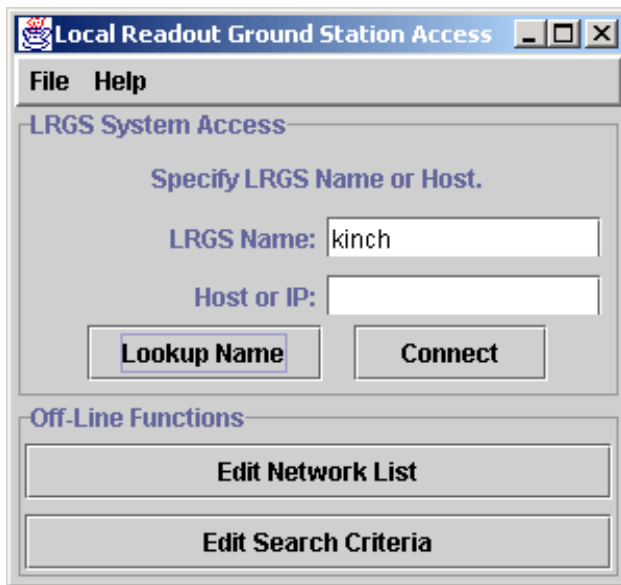 Local Readout Ground Station Access
File Help
LRGS System Access
Specify LRGS Name or Host.
LRGS Name: kinch
Host or IP:
Lookup Name Connect
Off-Line Functions
Edit Network List
Edit Search Criteria